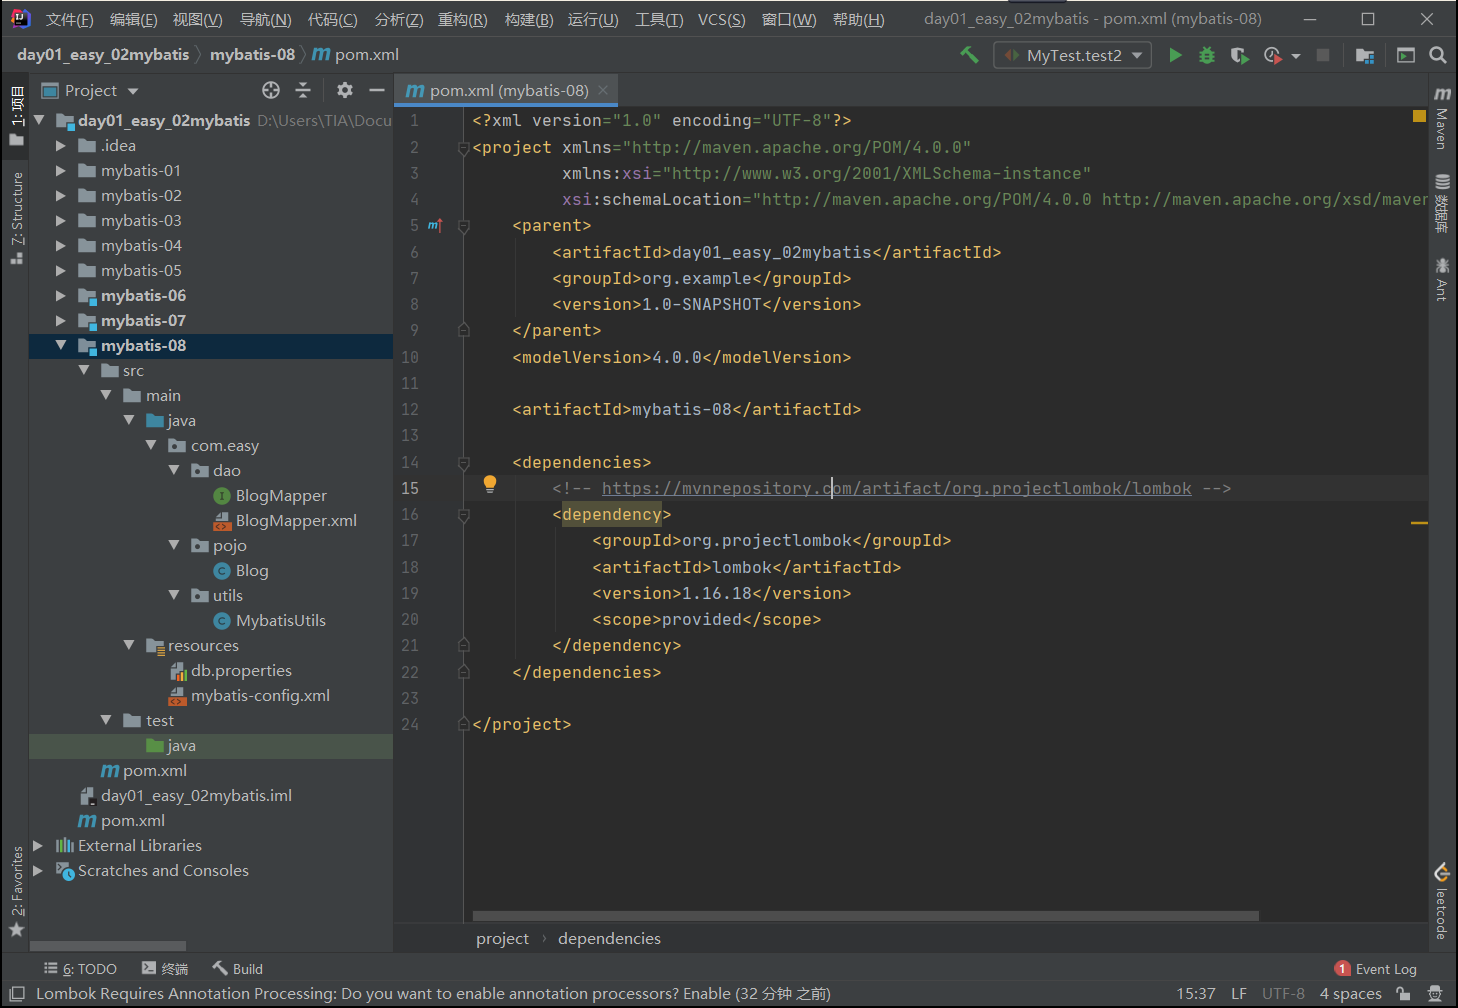 文件(F) 编辑(E) 视图(V) 导航(N) 代码(C) 分析(Z) 重构(R) 构建(B) 运行(U) 工具(T) VCS(S) 窗口(W) 帮助(H) day01_easy_02mybatis - pom.xml (mybatis-08)
day01_easy_02mybatis mybatis-08 pom.xml MyTest.test2
Project
pom.xml (mybatis-08)
1: 项目
7: Structure
2: Favorites
day01_easy_02mybatis D:\Users\TIA\Docu
.idea
mybatis-01
mybatis-02
mybatis-03
mybatis-04
mybatis-05
mybatis-06
mybatis-07
mybatis-08
src
main
java
com.easy
dao
BlogMapper
BlogMapper.xml
pojo
Blog
utils
MybatisUtils
resources
db.properties
mybatis-config.xml
test
java
pom.xml
day01_easy_02mybatis.iml
pom.xml
External Libraries
Scratches and Consoles
1 <?xml version="1.0" encoding="UTF-8"?>
2 <project xmlns="http://maven.apache.org/POM/4.0.0"
3 xmlns:xsi="http://www.w3.org/2001/XMLSchema-instance"
4 xsi:schemaLocation="http://maven.apache.org/POM/4.0.0 http://maven.apache.org/xsd/maven
5 <parent>
6 <artifactId>day01_easy_02mybatis</artifactId>
7 <groupId>org.example</groupId>
8 <version>1.0-SNAPSHOT</version>
9 </parent>
10 <modelVersion>4.0.0</modelVersion>
11
12 <artifactId>mybatis-08</artifactId>
13
14 <dependencies>
15 <!-- https://mvnrepository.com/artifact/org.projectlombok/lombok -->
16 <dependency>
17 <groupId>org.projectlombok</groupId>
18 <artifactId>lombok</artifactId>
19 <version>1.16.18</version>
20 <scope>provided</scope>
21 </dependency>
22 </dependencies>
23
24 </project>
project › dependencies
Maven
数据库
Ant
leetcode
6: TODO 终端 Build 1 Event Log
Lombok Requires Annotation Processing: Do you want to enable annotation processors? Enable (32 分钟 之前) 15:37 LF UTF-8 4 spaces